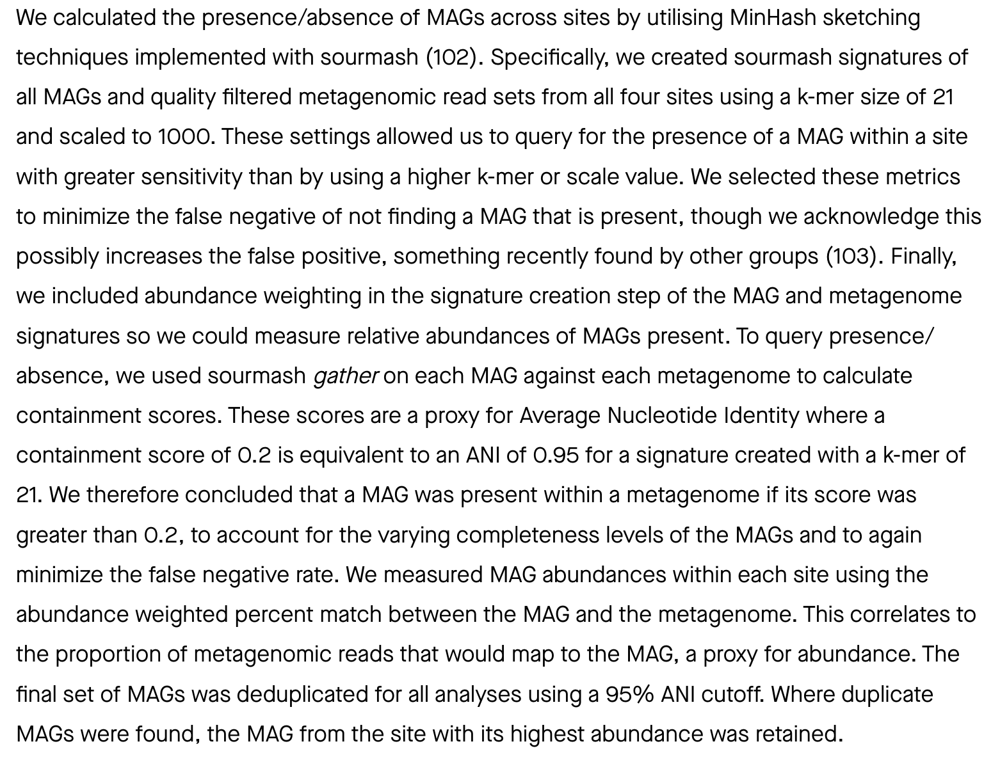 We calculated the presence/absence of MAGs across sites by utilising MinHash sketching
techniques implemented with sourmash (102). Specifically, we created sourmash signatures of
all MAGs and quality filtered metagenomic read sets from all four sites using a k-mer size of 21
and scaled to 1000. These settings allowed us to query for the presence of a MAG within a site
with greater sensitivity than by using a higher k-mer or scale value. We selected these metrics
to minimize the false negative of not finding a MAG that is present, though we acknowledge this
possibly increases the false positive, something recently found by other groups (103). Finally,
we included abundance weighting in the signature creation step of the MAG and metagenome
signatures so we could measure relative abundances of MAGs present. To query presence/
absence, we used sourmash gather on each MAG against each metagenome to calculate
containment scores. These scores are a proxy for Average Nucleotide Identity where a
containment score of 0.2 is equivalent to an ANI of 0.95 for a signature created with a k-mer of
21. We therefore concluded that a MAG was present within a metagenome if its score was
greater than 0.2, to account for the varying completeness levels of the MAGs and to again
minimize the false negative rate. We measured MAG abundances within each site using the
abundance weighted percent match between the MAG and the metagenome. This correlates to
the proportion of metagenomic reads that would map to the MAG, a proxy for abundance. The
final set of MAGs was deduplicated for all analyses using a 95% ANI cutoff. Where duplicate
MAGs were found, the MAG from the site with its highest abundance was retained.